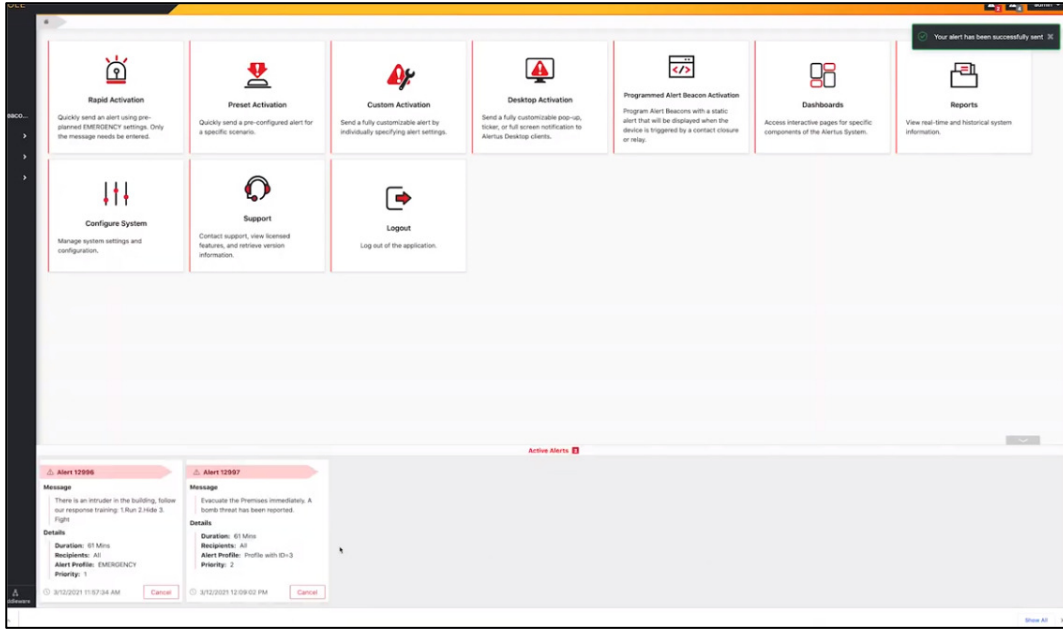 Your alert has been successfully sent
Rapid Activation
Quickly send an alert using pre-
planned EMERGENCY settings. Only
the message needs be entered.
Preset Activation
Quickly send a pre-configured alert for
a specific scenario.
Custom Activation
Send a fully customizable alert by
individually specifying alert settings.
Desktop Activation
Send a fully customizable pop-up,
ticker, or full screen notification to
Alertus Desktop clients.
Programmed Alert Beacon Activation
Program Alert Beacons with a static
alert that will be displayed when the
device is triggered by a contact closure
or relay.
Dashboards
Access interactive pages for specific
components of the Alertus System.
Reports
View real-time and historical system
information.
Configure System
Manage system settings and
configuration.
Support
Contact support, view licensed
features, and retrieve version
information.
Logout
Log out of the application.
Active Alerts
Alert 12996
Message
There is an intruder in the building, follow
our response training: 1.Run 2.Hide 3.
Fight
Details
Duration: 61 Mins
Recipients: All
Alert Profile: EMERGENCY
Priority: 1
3/12/2021 11:57:34 AM
Cancel
Alert 12997
Message
Evacuate the Premises Immediately. A
bomb threat has been reported.
Details
Duration: 61 Mins
Recipients: All
Alert Profile: Profile with ID=3
Priority: 2
3/12/2021 12:09:02 PM
Cancel
Show All